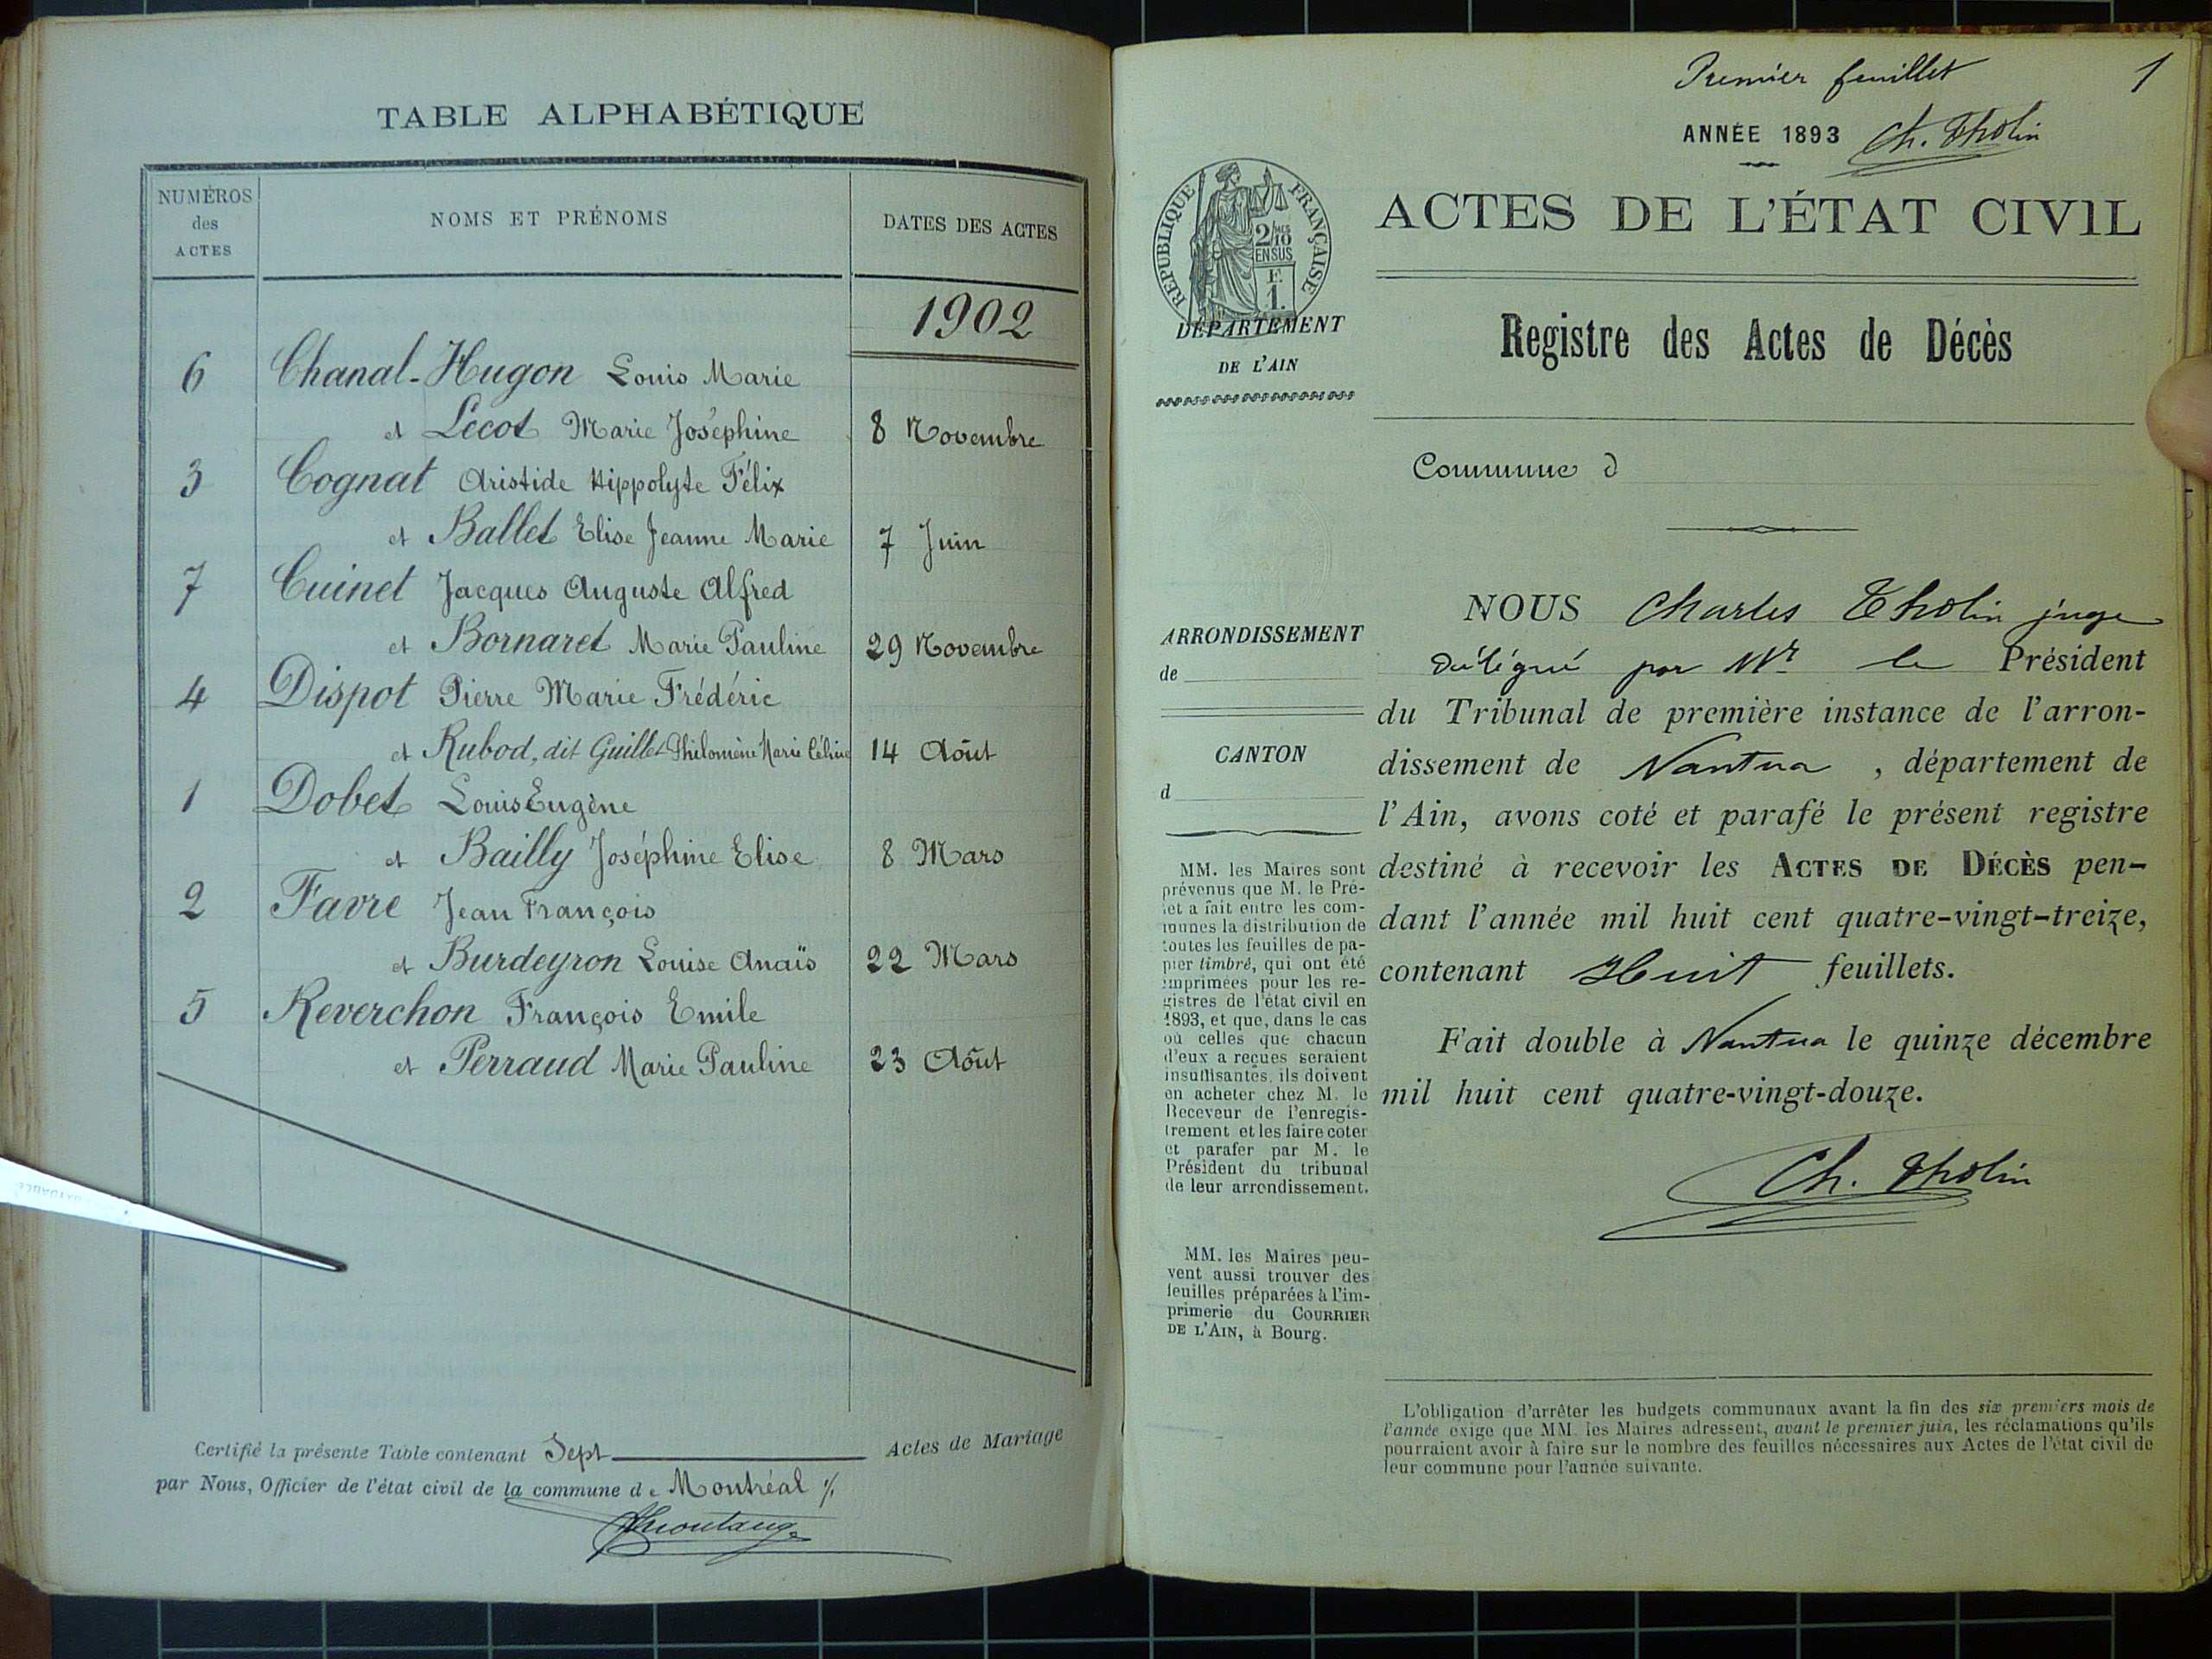 TABLE ALPHABÉTIQUE
NUMÉROS des ACTES
NOMS ET PRÉNOMS
DATES DES ACTES
1902
6 Chanal-Hugon Louis Marie
et Lecot Marie Joséphine 8 Novembre
3 Cognat Aristide Hippolyte Félix
et Ballet Elise Jeanne Marie 7 Juin
7 Cuinet Jacques Auguste Alfred
et Bornaret Marie Pauline 29 Novembre
4 Dispot Pierre Marie Frédéric
et Rubod, dit Guillet Philomène Marie Céline 14 Août
1 Dobet Louis Eugène
et Bailly Joséphine Elise 8 Mars
2 Favre Jean François
et Burdeyron Louise Anaïs 22 Mars
5 Reverchon François Emile
et Perraud Marie Pauline 23 Août
Certifié la présente Table contenant Sept Actes de Mariage
par Nous, Officier de l'état civil de la commune de Montréal
Premier feuillet 1
ANNÉE 1893 Ch. Tholin
RÉPUBLIQUE FRANÇAISE
2/10
EN SUS
F.
1.
ACTES DE L'ÉTAT CIVIL
DÉPARTEMENT
DE L'AIN
Registre des Actes de Décès
Commune d
ARRONDISSEMENT
de
CANTON
d
MM. les Maires sont
prévenus que M. le Pré-
fet a fait entre les com-
munes la distribution de
toutes les feuilles de pa-
pier timbré, qui ont été
imprimées pour les re-
gistres de l'état civil en
1893, et que, dans le cas
où celles que chacun
d'eux a reçues seraient
insuffisantes, ils doivent
en acheter chez M. le
Receveur de l'enregis-
trement et les faire coter
et parafer par M. le
Président du tribunal
de leur arrondissement.
MM. les Maires peu-
vent aussi trouver des
feuilles préparées à l'im-
primerie du COURRIER
DE L'AIN, à Bourg.
NOUS Charles Tholin juge
délégué par Mr le Président
du Tribunal de première instance de l'arron-
dissement de Nantua, département de
l'Ain, avons coté et parafé le présent registre
destiné à recevoir les ACTES DE DÉCÈS pen-
dant l'année mil huit cent quatre-vingt-treize,
contenant Huit feuillets.
Fait double à Nantua le quinze décembre
mil huit cent quatre-vingt-douze.
Ch. Tholin
L'obligation d'arrêter les budgets communaux avant la fin des six premiers mois de
l'année exige que MM. les Maires adressent, avant le premier juin, les réclamations qu'ils
pourraient avoir à faire sur le nombre des feuilles nécessaires aux Actes de l'état civil de
leur commune pour l'année suivante.